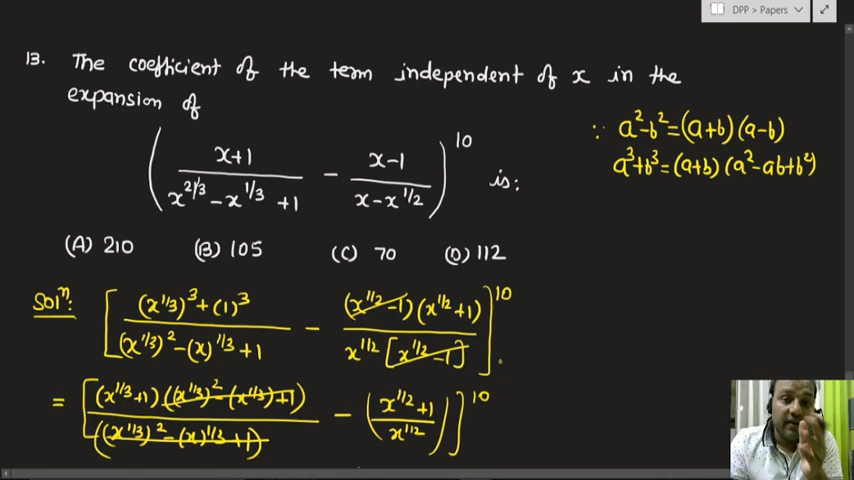 DPP > Papers
13. The coefficient of the term independent of x in the
expansion of
∵ a²-b²=(a+b)(a-b)
a³+b³=(a+b)(a²-ab+b²)
((x+1)/(x^{2/3}-x^{1/3}+1) - (x-1)/(x-x^{1/2}))^{10} is:
(A) 210 (B) 105 (C) 70 (D) 112
Solⁿ: [((x^{1/3})³+(1)³)/((x^{1/3})²-(x)^{1/3}+1) - ((x^{1/2}-1)(x^{1/2}+1))/(x^{1/2}[x^{1/2}-1])]^{10}
= [((x^{1/3}+1)((x^{1/3})²-(x^{1/3})+1))/((x^{1/3})²-(x)^{1/3}+1) - ((x^{1/2}+1)/x^{1/2})]^{10}